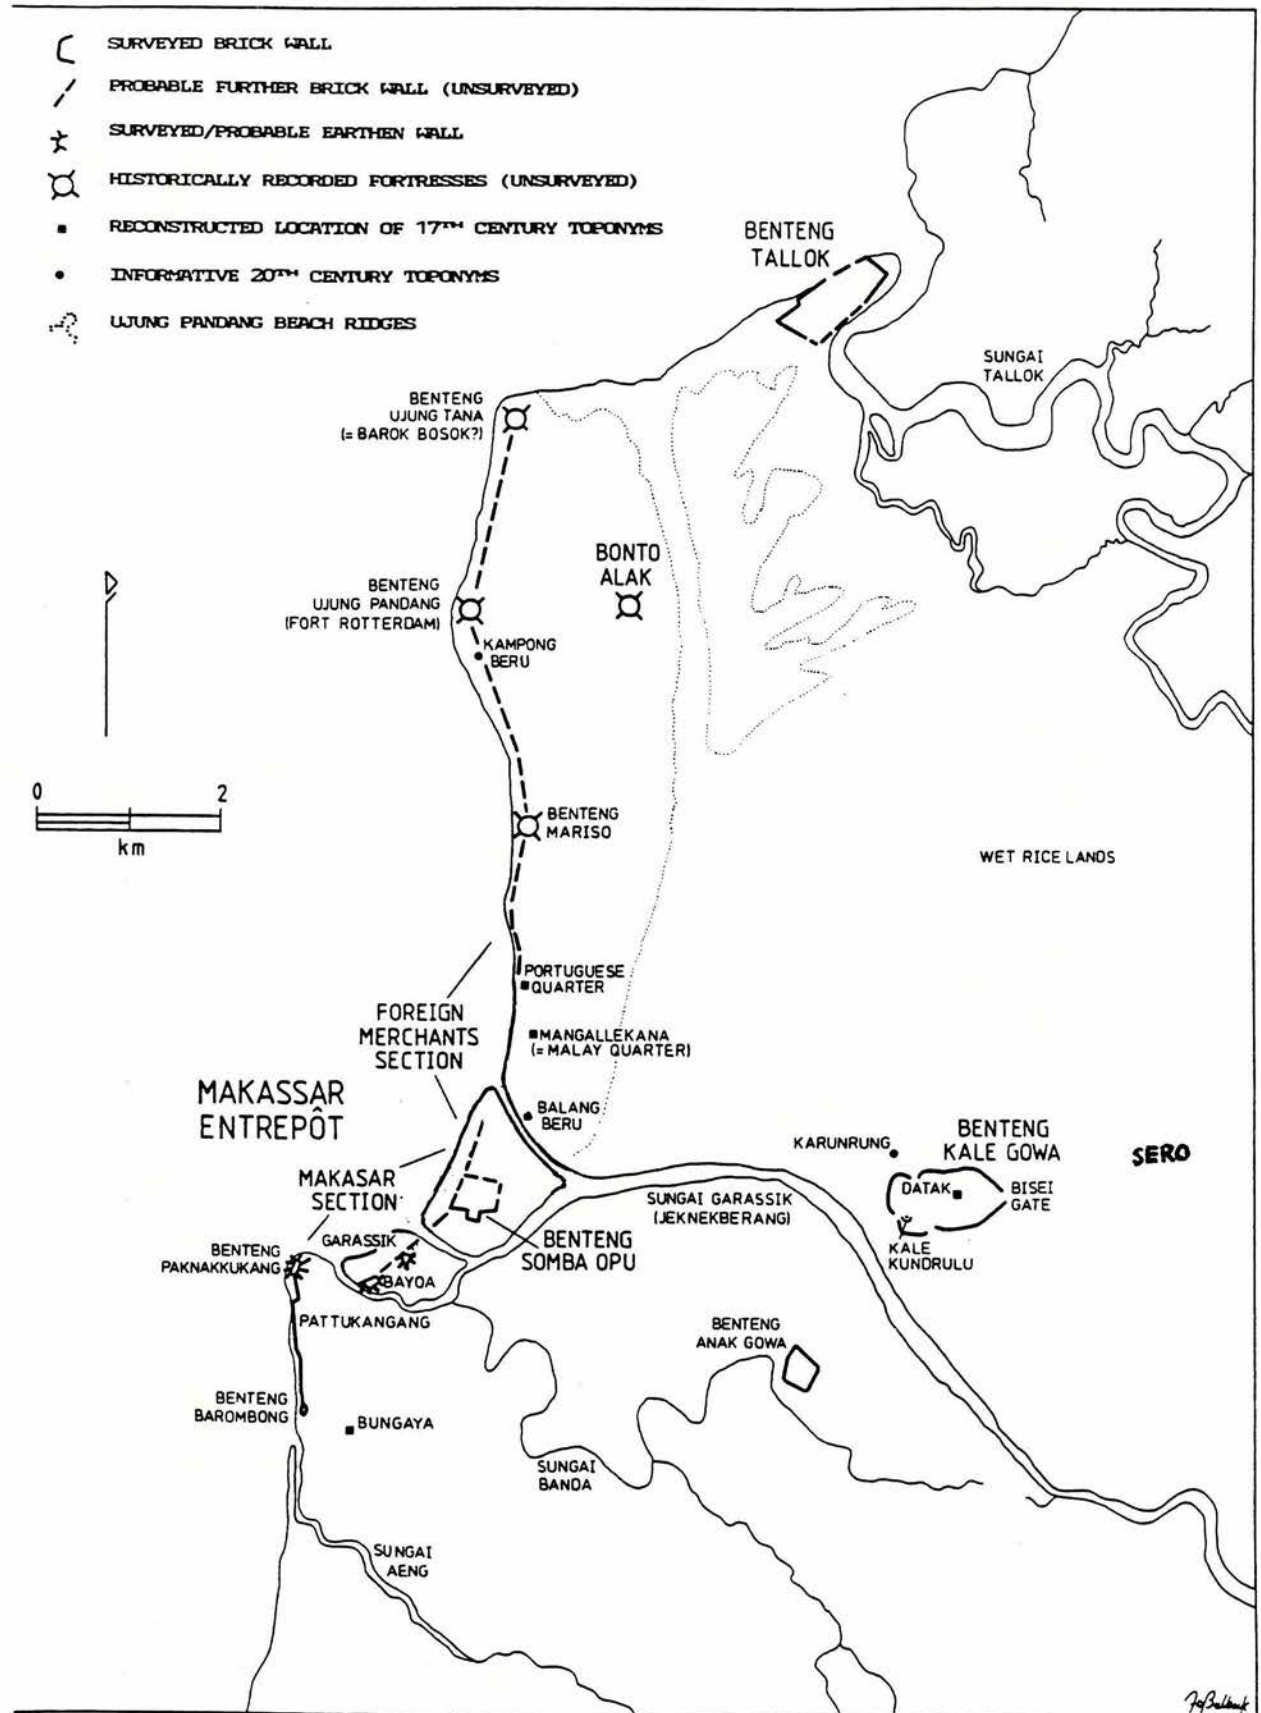 SURVEYED BRICK WALL
PROBABLE FURTHER BRICK WALL (UNSURVEYED)
SURVEYED/PROBABLE EARTHEN WALL
HISTORICALLY RECORDED FORTRESSES (UNSURVEYED)
RECONSTRUCTED LOCATION OF 17TH CENTURY TOPONYMS
INFORMATIVE 20TH CENTURY TOPONYMS
UJUNG PANDANG BEACH RIDGES
BENTENG
TALLOK
SUNGAI
TALLOK
BENTENG
UJUNG TANA
(= BAROK BOSOK?)
BONTO
ALAK
BENTENG
UJUNG PANDANG
(FORT ROTTERDAM)
KAMPONG
BERU
0 2
km
BENTENG
MARISO
WET RICE LANDS
PORTUGUESE
QUARTER
FOREIGN
MERCHANTS
SECTION
MANGALLEKANA
(= MALAY QUARTER)
MAKASSAR
ENTREPÔT
BALANG
BERU
KARUNRUNG
BENTENG
KALE GOWA
SERO
MAKASAR
SECTION
DATAK
BISEI
GATE
SUNGAI GARASSIK
(JEKNEKBERANG)
GARASSIK
BENTENG
SOMBA OPU
KALE
KUNDRULU
BENTENG
PAKNAKKUKANG
BAYOA
PATTUKANGANG
BENTENG
ANAK GOWA
BENTENG
BAROMBONG
BUNGAYA
SUNGAI
BANDA
SUNGAI
AENG